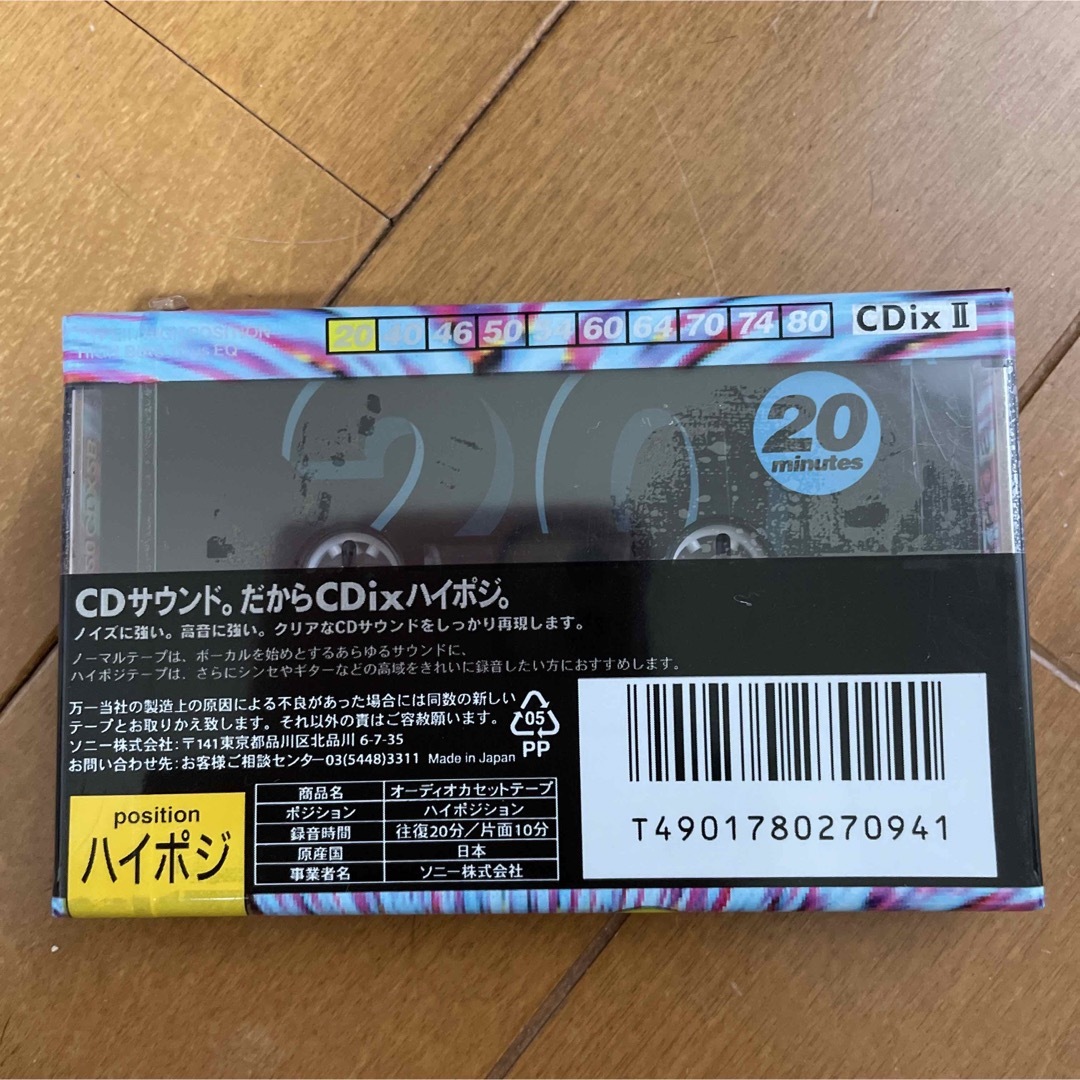 POSITION
EQ
20 40 46 50 54 60 64 70 74 80
CDix II
20
20
minutes
CDサウンド。だからCDixハイポジ。
ノイズに強い。高音に強い。クリアなCDサウンドをしっかり再現します。
ノーマルテープは、ボーカルを始めとするあらゆるサウンドに、
ハイポジテープは、さらにシンセやギターなどの高域をきれいに録音したい方におすすめします。
万一当社の製造上の原因による不良があった場合には同数の新しい
テープとお取りかえ致します。それ以外の責はご容赦願います。
ソニー株式会社:〒141東京都品川区北品川 6-7-35
お問い合わせ先:お客様ご相談センター03(5448)3311 Made in Japan
05
PP
position
ハイポジ
商品名 オーディオカセットテープ
ポジション ハイポジション
録音時間 往復20分/片面10分
原産国 日本
事業者名 ソニー株式会社
T4901780270941